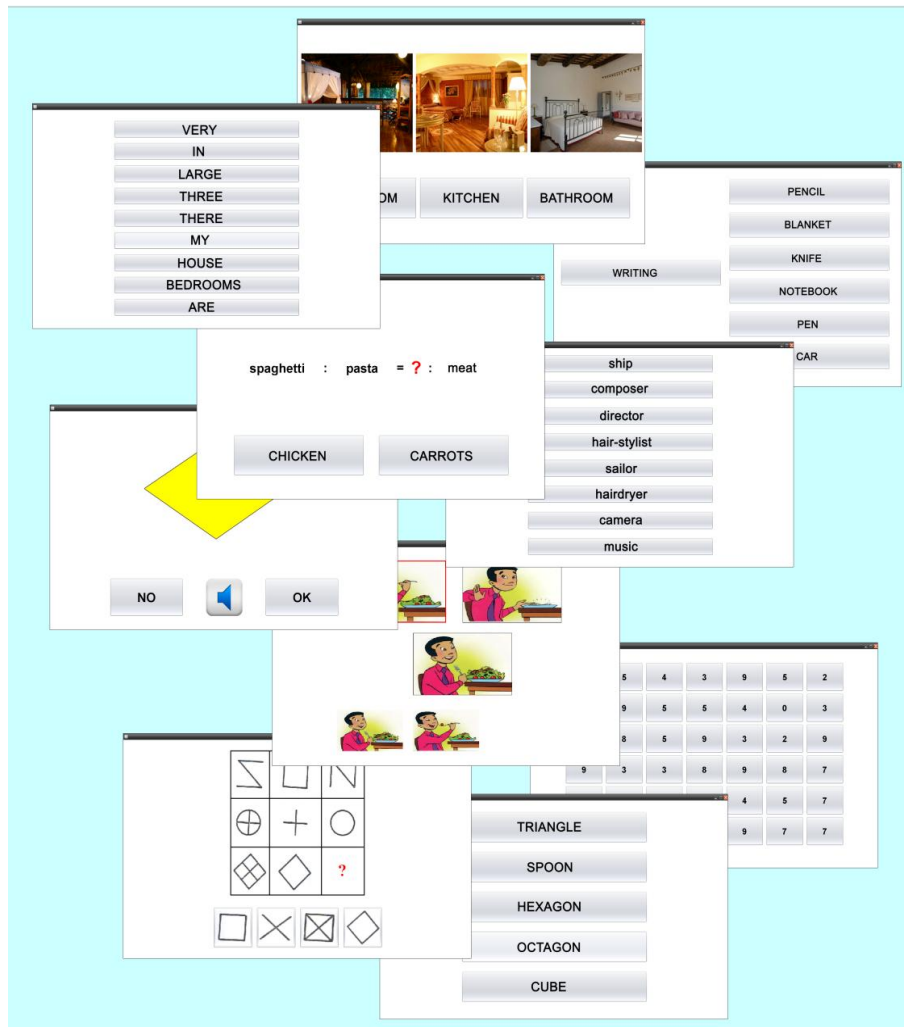 OM KITCHEN BATHROOM
VERY
IN
LARGE
THREE
THERE
MY
HOUSE
BEDROOMS
ARE
WRITING
PENCIL
BLANKET
KNIFE
NOTEBOOK
PEN
CAR
spaghetti : pasta = ? : meat
CHICKEN CARROTS
ship
composer
director
hair-stylist
sailor
hairdryer
camera
music
NO OK
5 4 3 9 5 2
9 5 5 4 0 3
8 5 9 3 2 9
9 3 3 8 9 8 7
4 5 7
9 7 7
?
TRIANGLE
SPOON
HEXAGON
OCTAGON
CUBE